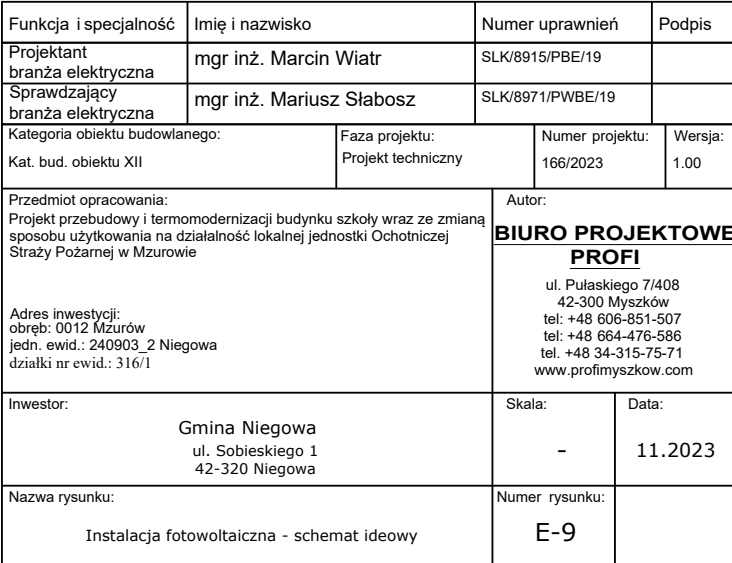 Funkcja i specjalność Imię i nazwisko Numer uprawnień Podpis
Projektant
branża elektryczna
mgr inż. Marcin Wiatr
SLK/8915/PBE/19
Sprawdzający
branża elektryczna
mgr inż. Mariusz Słabosz
SLK/8971/PWBE/19
Kategoria obiektu budowlanego:
Kat. bud. obiektu XII
Faza projektu:
Projekt techniczny
Numer projektu:
166/2023
Wersja:
1.00
Przedmiot opracowania:
Projekt przebudowy i termomodernizacji budynku szkoły wraz ze zmianą
sposobu użytkowania na działalność lokalnej jednostki Ochotniczej
Straży Pożarnej w Mzurowie
Adres inwestycji:
obręb: 0012 Mzurów
jedn. ewid.: 240903_2 Niegowa
działki nr ewid.: 316/1
Autor:
BIURO PROJEKTOWE
PROFI
ul. Pułaskiego 7/408
42-300 Myszków
tel: +48 606-851-507
tel: +48 664-476-586
tel. +48 34-315-75-71
www.profimyszkow.com
Inwestor:
Gmina Niegowa
ul. Sobieskiego 1
42-320 Niegowa
Skala:
-
Data:
11.2023
Nazwa rysunku:
Instalacja fotowoltaiczna - schemat ideowy
Numer rysunku:
E-9